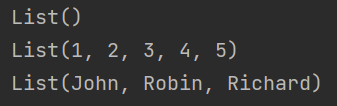 List()
List(1, 2, 3, 4, 5)
List(John, Robin, Richard)